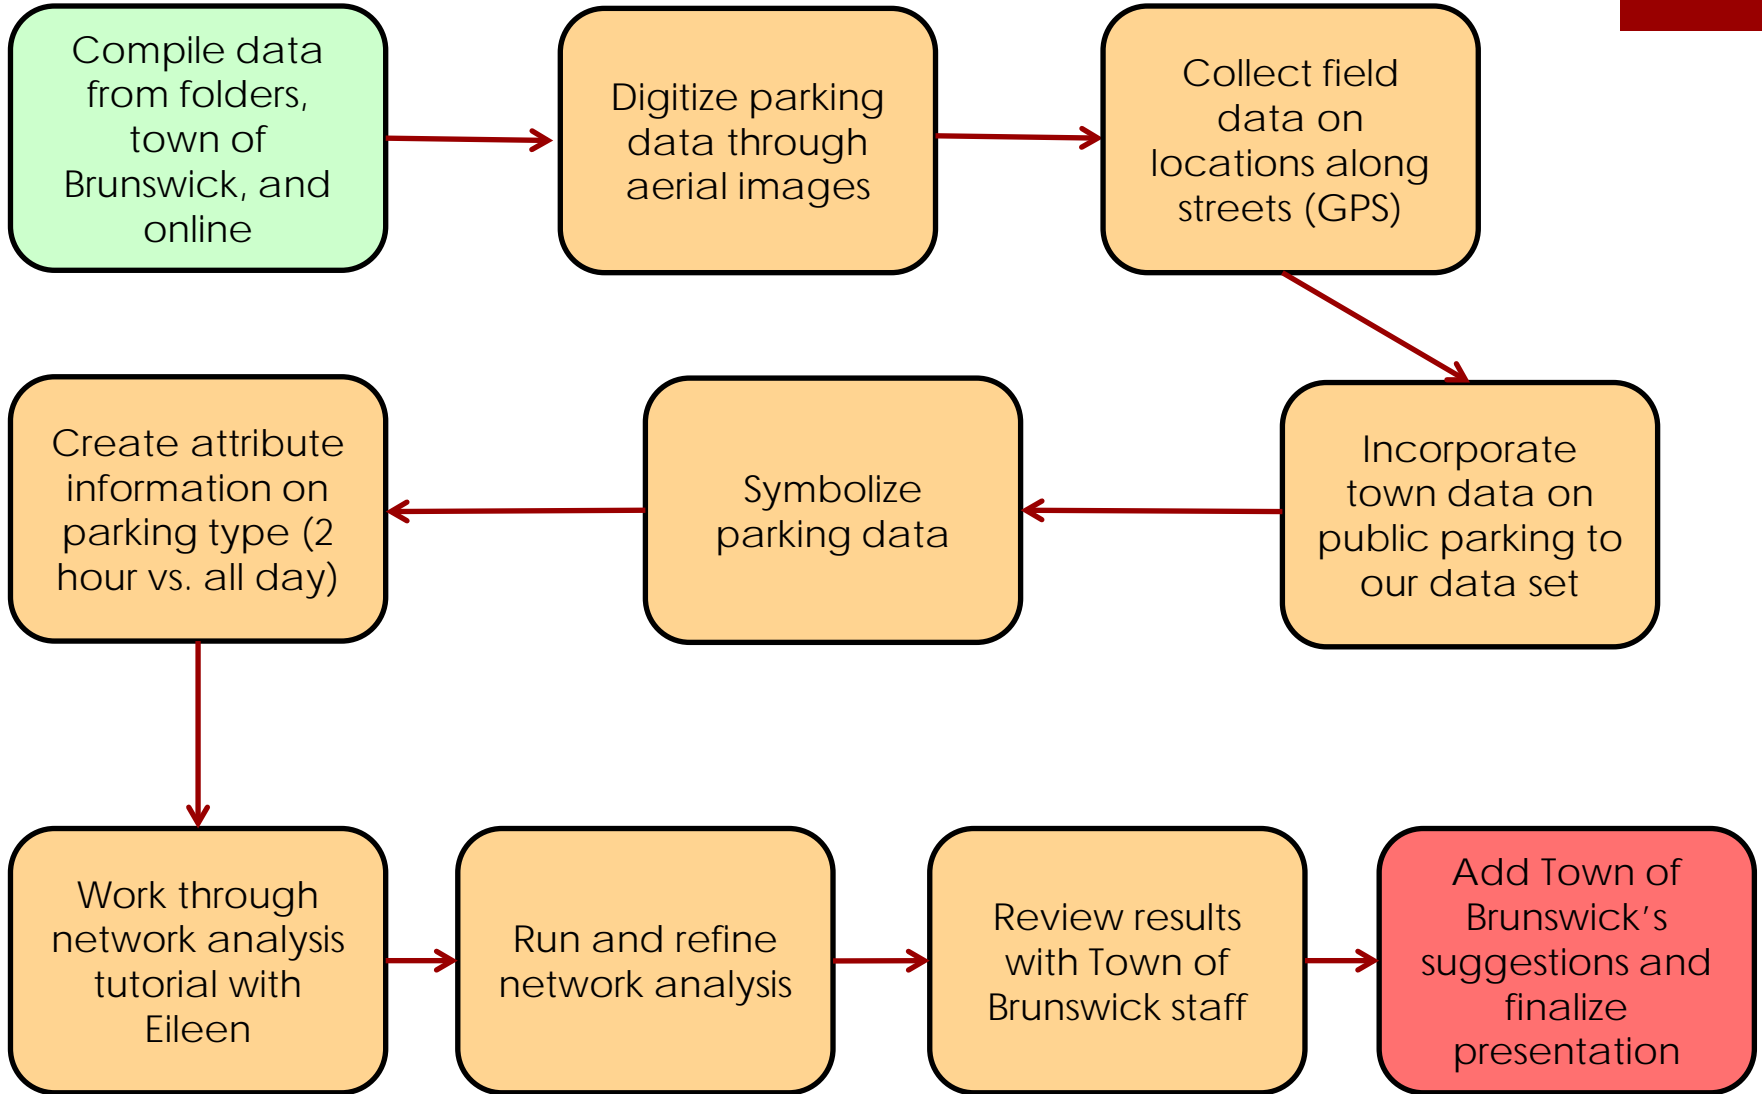 Compile data
from folders,
town of
Brunswick, and
online
Digitize parking
data through
aerial images
Collect field
data on
locations along
streets (GPS)
Incorporate
town data on
public parking to
our data set
Symbolize
parking data
Create attribute
information on
parking type (2
hour vs. all day)
Work through
network analysis
tutorial with
Eileen
Run and refine
network analysis
Review results
with Town of
Brunswick staff
Add Town of
Brunswick’s
suggestions and
finalize
presentation